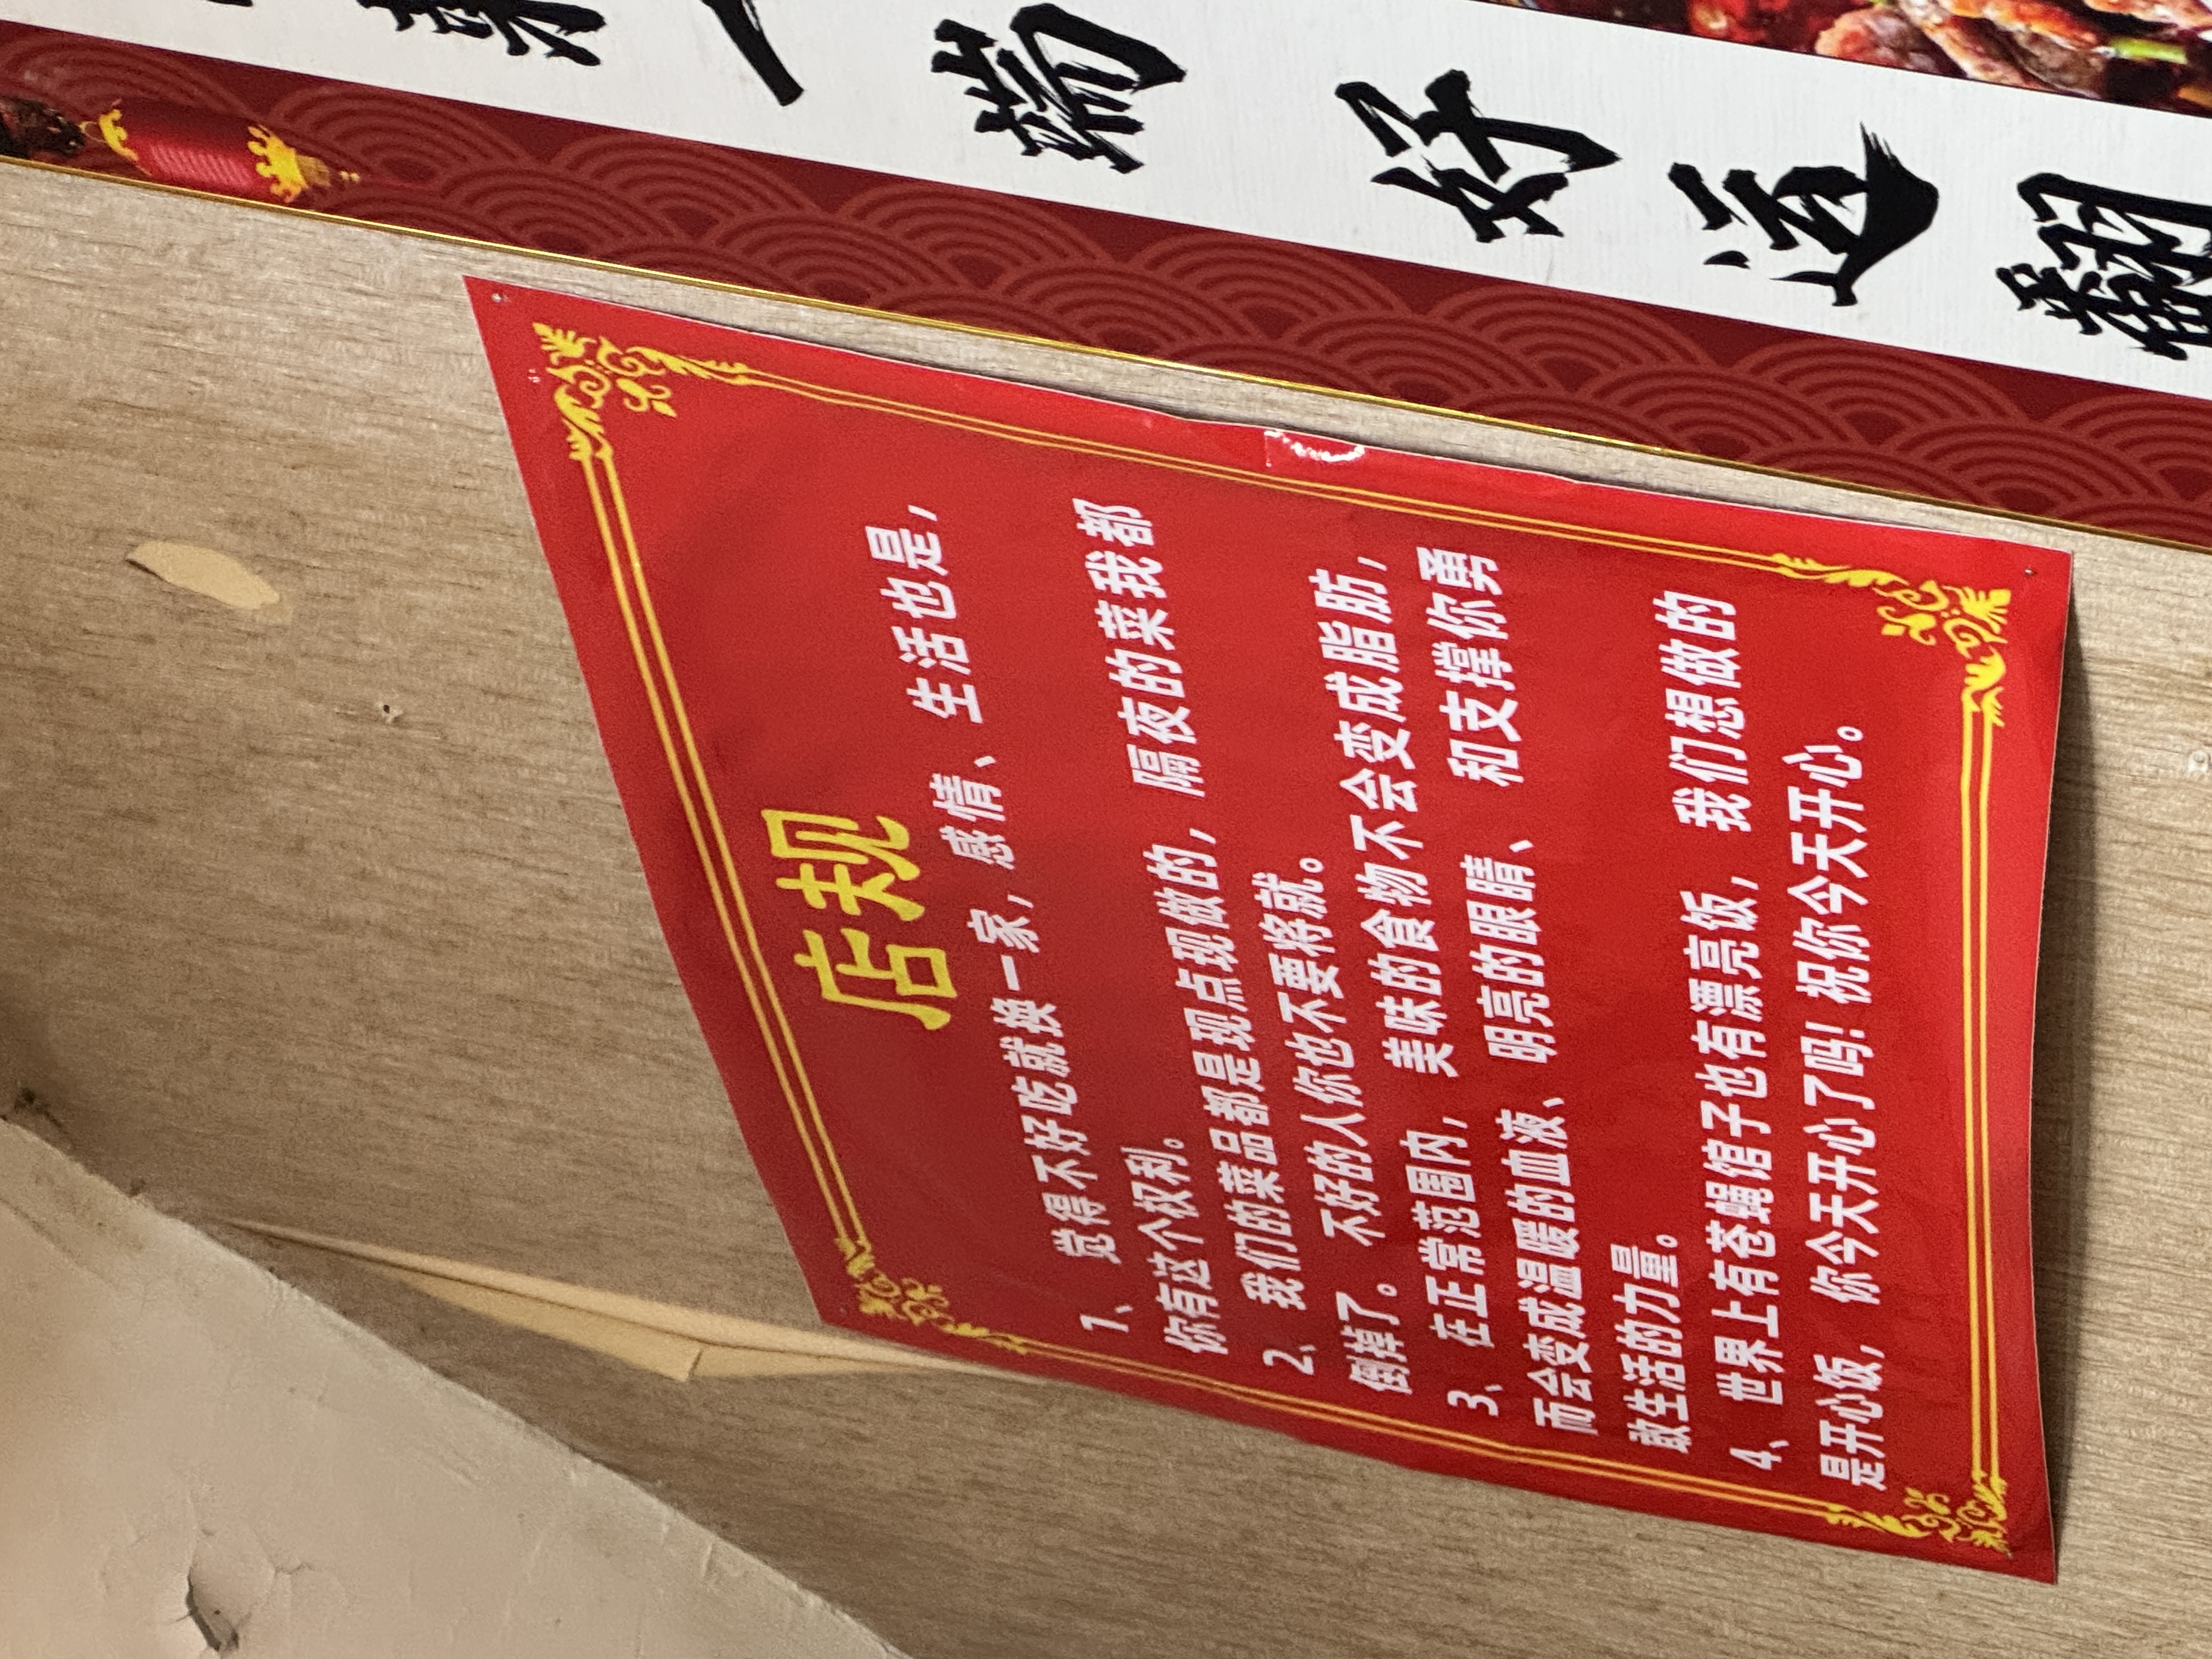 一端
好运翻
店规
1、觉得不好吃就换一家，感情、生活也是，
你有这个权利。
2、我们的菜品都是现点现做的，隔夜的菜我都
倒掉了。不好的人你也不要将就。
3、在正常范围内，美味的食物不会变成脂肪，
而会变成温暖的血液、明亮的眼睛、和支撑你勇
敢生活的力量。
4、世界上有苍蝇馆子也有漂亮饭，我们想做的
是开心饭，你今天开心了吗！祝你今天开心。